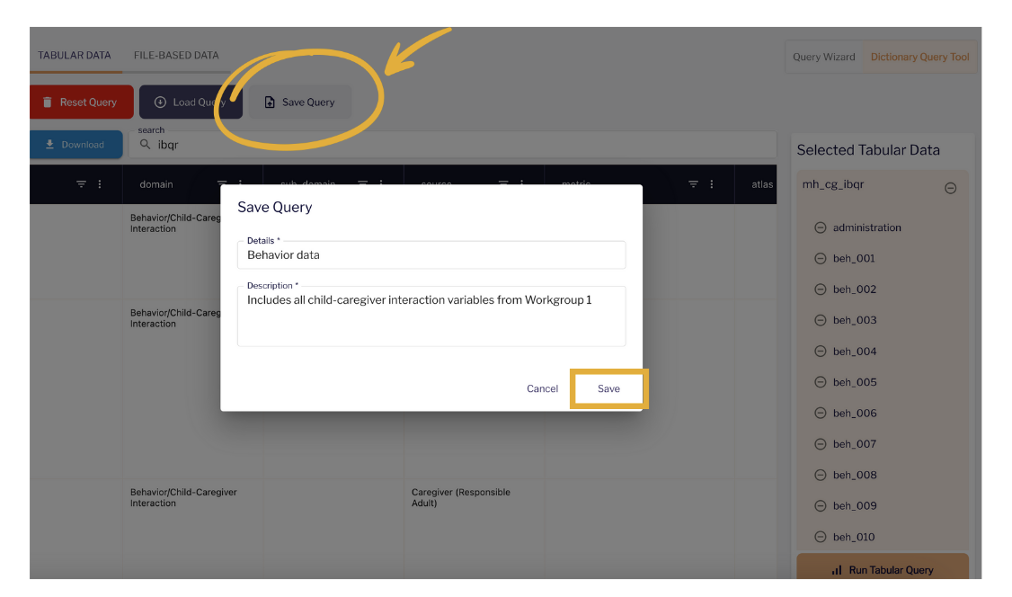 TABULAR DATA
FILE-BASED DATA
Query Wizard
Dictionary Query Tool
Reset Query
Load Query
Save Query
Download
search
ibqr
Selected Tabular Data
domain
sub_domain
source
metric
atlas
mh_cg_ibqr
Behavior/Child-Careg
Interaction
Save Query
Details *
Behavior data
Description *
Includes all child-caregiver interaction variables from Workgroup 1
Cancel
Save
Behavior/Child-Careg
Interaction
Behavior/Child-Caregiver
Interaction
Caregiver (Responsible
Adult)
administration
beh_001
beh_002
beh_003
beh_004
beh_005
beh_006
beh_007
beh_008
beh_009
beh_010
Run Tabular Query